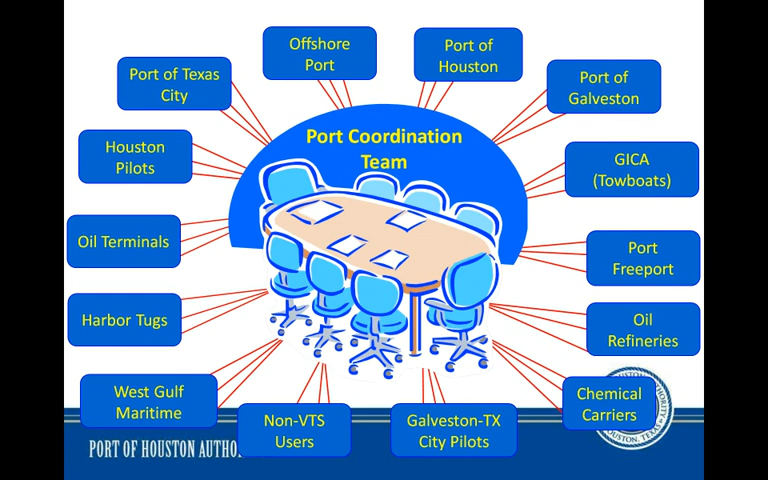 Offshore
Port
Port of
Houston
Port of Texas
City
Port of
Galveston
Port Coordination
Team
Houston
Pilots
GICA
(Towboats)
Oil Terminals
Port
Freeport
Harbor Tugs
Oil
Refineries
West Gulf
Maritime
Chemical
Carriers
Non-VTS
Users
Galveston-TX
City Pilots
PORT OF HOUSTON AUTHO
HOUSTON, TEXAS